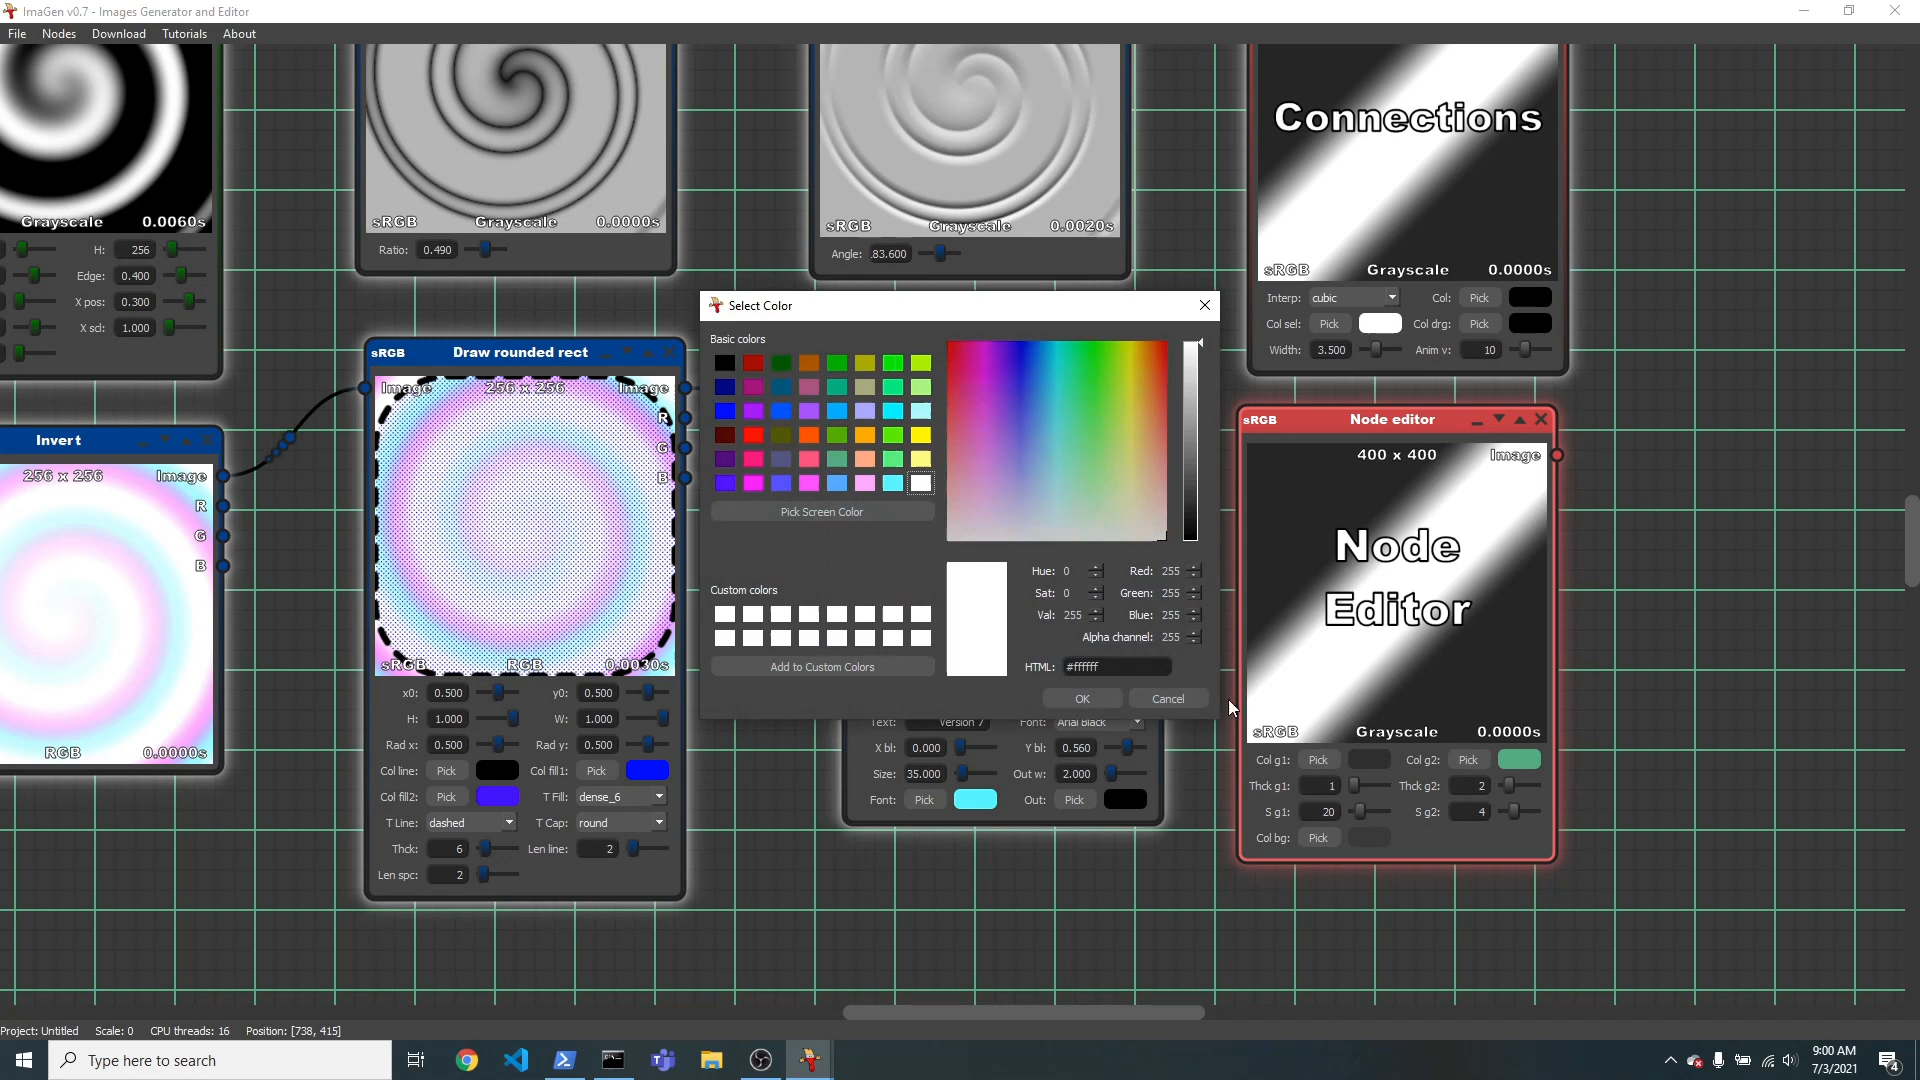 ImaGen v0.7 - Images Generator and Editor
File Nodes Download Tutorials About
Grayscale 0.0060s
H: 256
Edge: 0.400
X pos: 0.300
X scl: 1.000
sRGB Grayscale 0.0000s
Ratio: 0.490
sRGB Grayscale 0.0020s
Angle: .83.600
Connections
sRGB Grayscale 0.0000s
Interp: cubic Col: Pick
Col sel: Pick Col drg: Pick
Width: 3.500 Anim v: 10
Invert
256 x 256 Image
R
G
B
RGB 0.0000s
sRGB Draw rounded rect
Image 256 x 256 Image
R
G
B
sRGB RGB 0.0030s
x0: 0.500 y0: 0.500
H: 1.000 W: 1.000
Rad x: 0.500 Rad y: 0.500
Col line: Pick Col fill1: Pick
Col fill2: Pick T Fill: dense_6
T Line: dashed T Cap: round
Thck: 6 Len line: 2
Len spc: 2
Select Color
Basic colors
Pick Screen Color
Custom colors
Add to Custom Colors
Hue: 0 Red: 255
Sat: 0 Green: 255
Val: 255 Blue: 255
Alpha channel: 255
HTML: #ffffff
OK Cancel
Text: Version 7 Font: Arial Black
X bl: 0.000 Y bl: 0.560
Size: 35.000 Out w: 2.000
Font: Pick Out: Pick
sRGB Node editor
400 x 400 Image
Node
Editor
sRGB Grayscale 0.0000s
Col g1: Pick Col g2: Pick
Thck g1: 1 Thck g2: 2
S g1: 20 S g2: 4
Col bg: Pick
Project: Untitled Scale: 0 CPU threads: 16 Position: [738, 415]
Type here to search
9:00 AM
7/3/2021
4